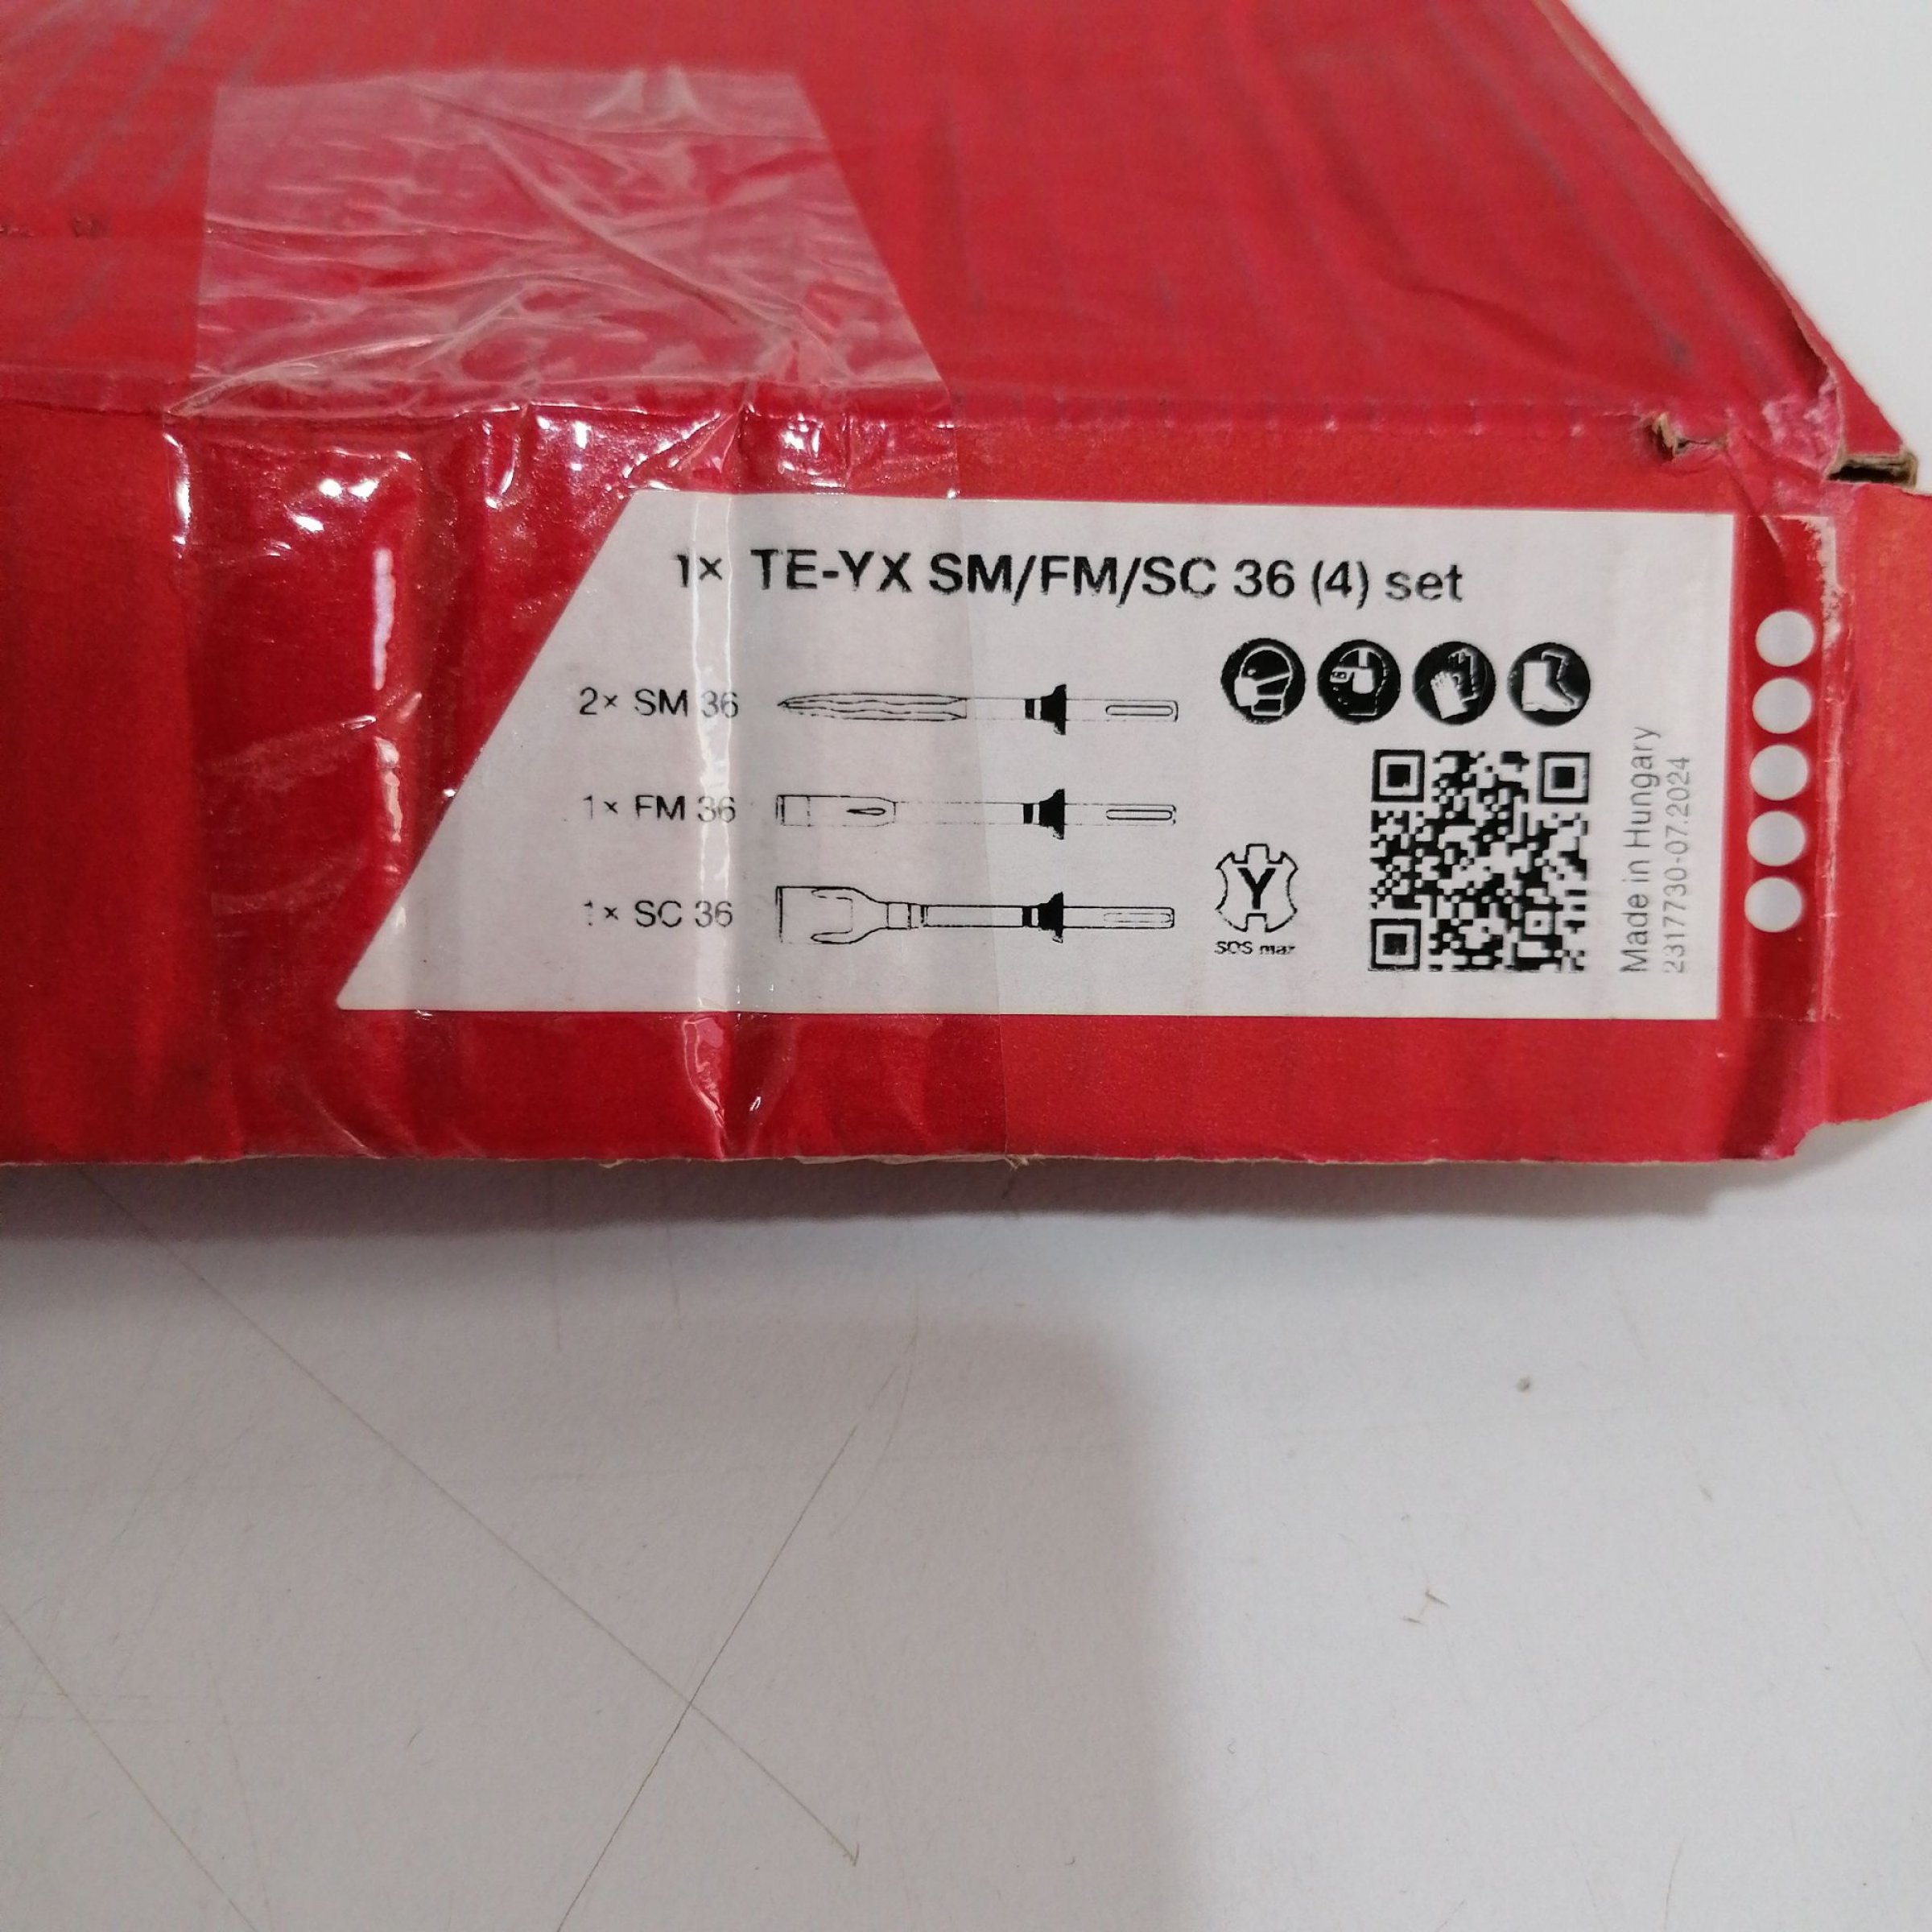 1× TE-YX SM/FM/SC 36 (4) set
2× SM 36
1× FM 36
1× SC 36
Y
SDS max
Made in Hungary
2317730-07.2024